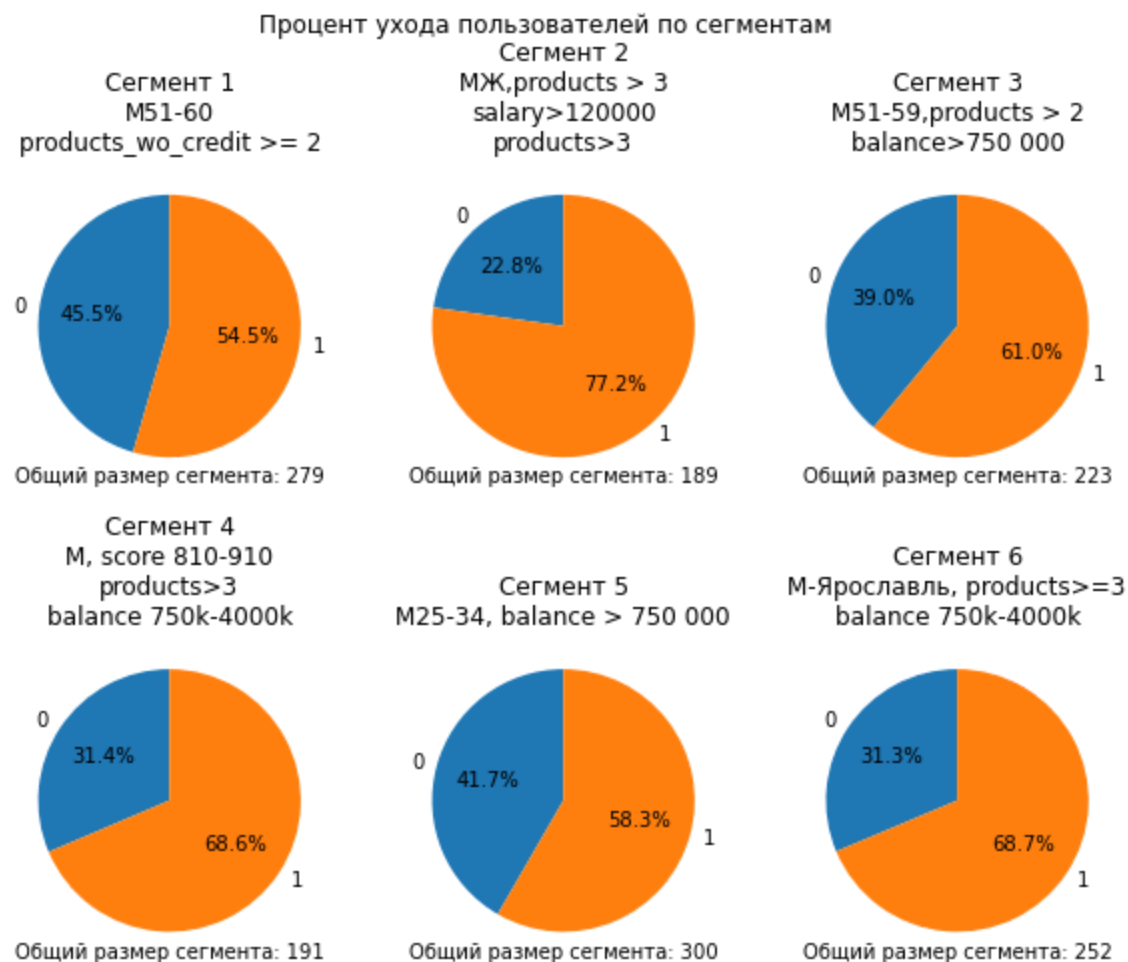 Процент ухода пользователей по сегментам
Сегмент 1
М51-60
products_wo_credit >= 2
0
45.5%
54.5%
1
Общий размер сегмента: 279
Сегмент 2
МЖ,products > 3
salary>120000
products>3
0
22.8%
77.2%
1
Общий размер сегмента: 189
Сегмент 3
М51-59,products > 2
balance>750 000
0
39.0%
61.0%
1
Общий размер сегмента: 223
Сегмент 4
М, score 810-910
products>3
balance 750k-4000k
0
31.4%
68.6%
1
Общий размер сегмента: 191
Сегмент 5
М25-34, balance > 750 000
0
41.7%
58.3%
1
Общий размер сегмента: 300
Сегмент 6
М-Ярославль, products>=3
balance 750k-4000k
0
31.3%
68.7%
1
Общий размер сегмента: 252